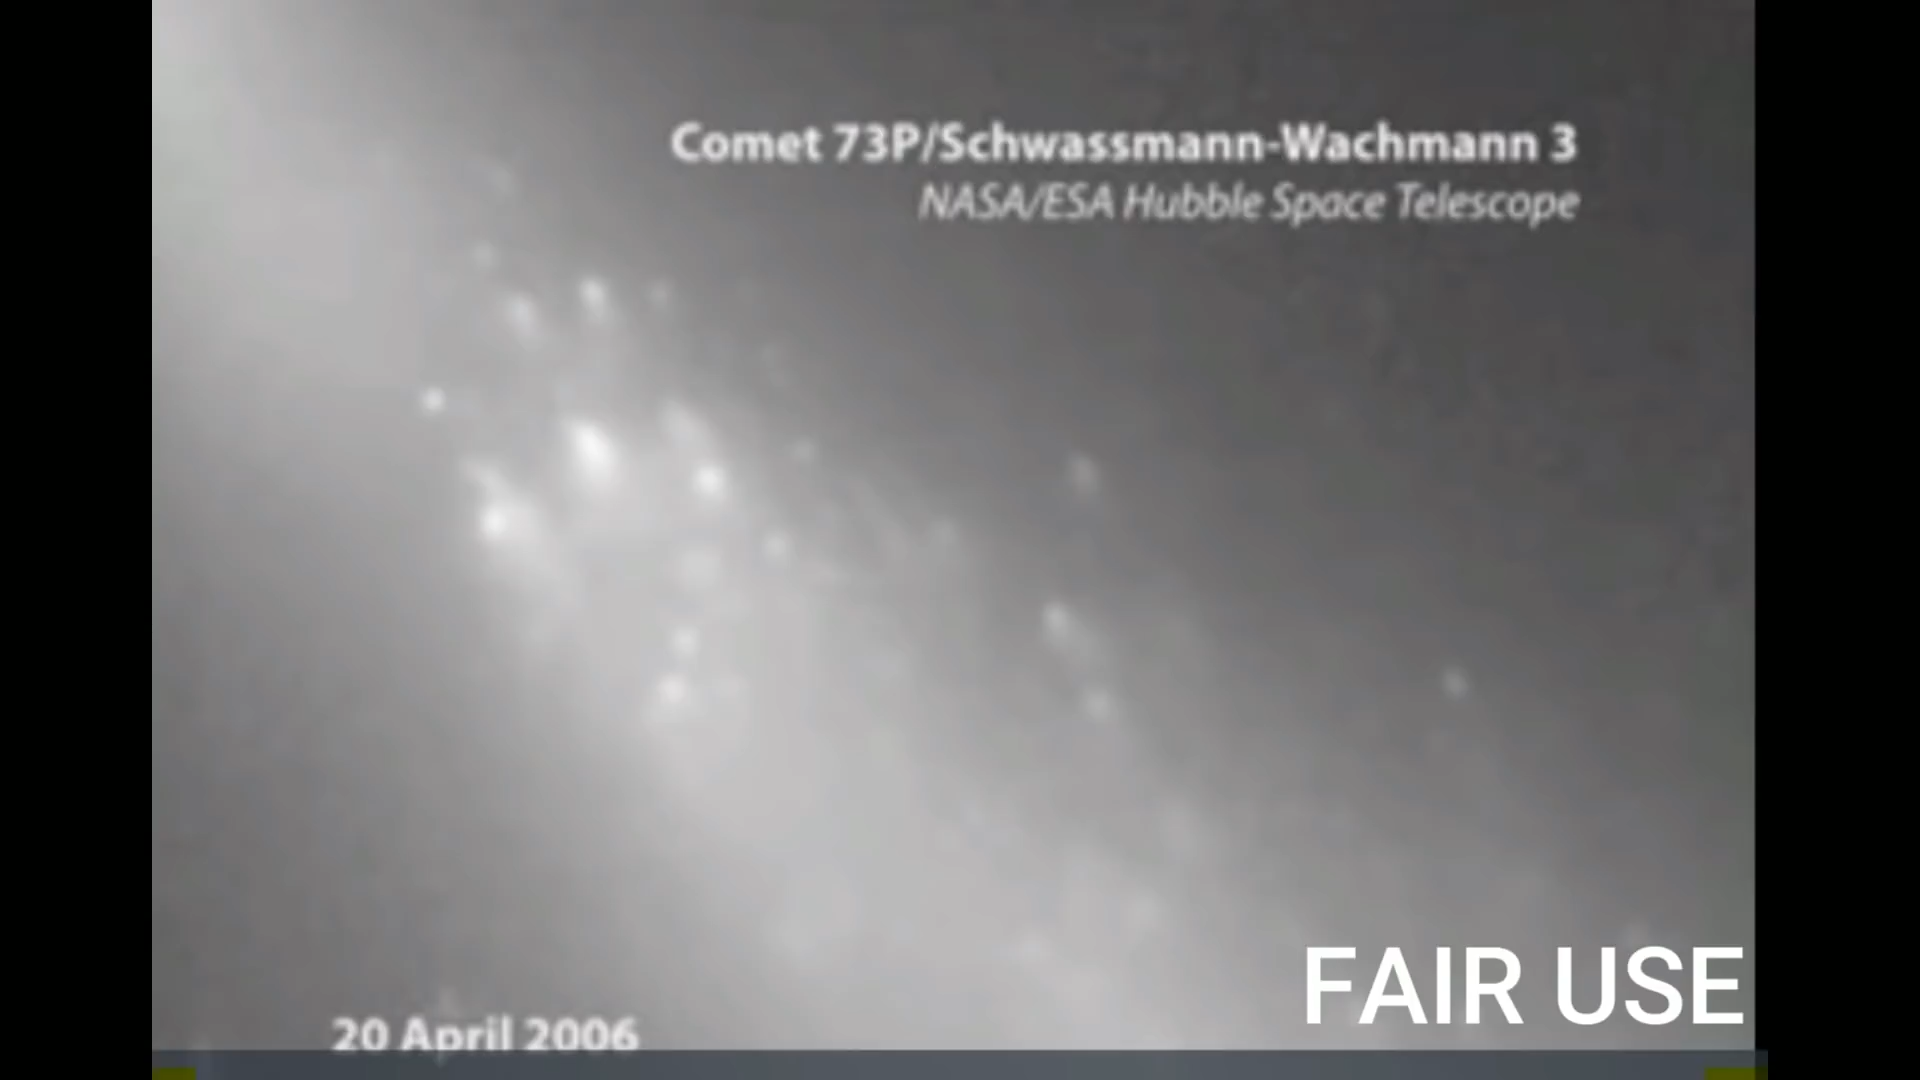 Comet 73P/Schwassmann-Wachmann 3
NASA/ESA Hubble Space Telescope
FAIR USE
20 April 2006